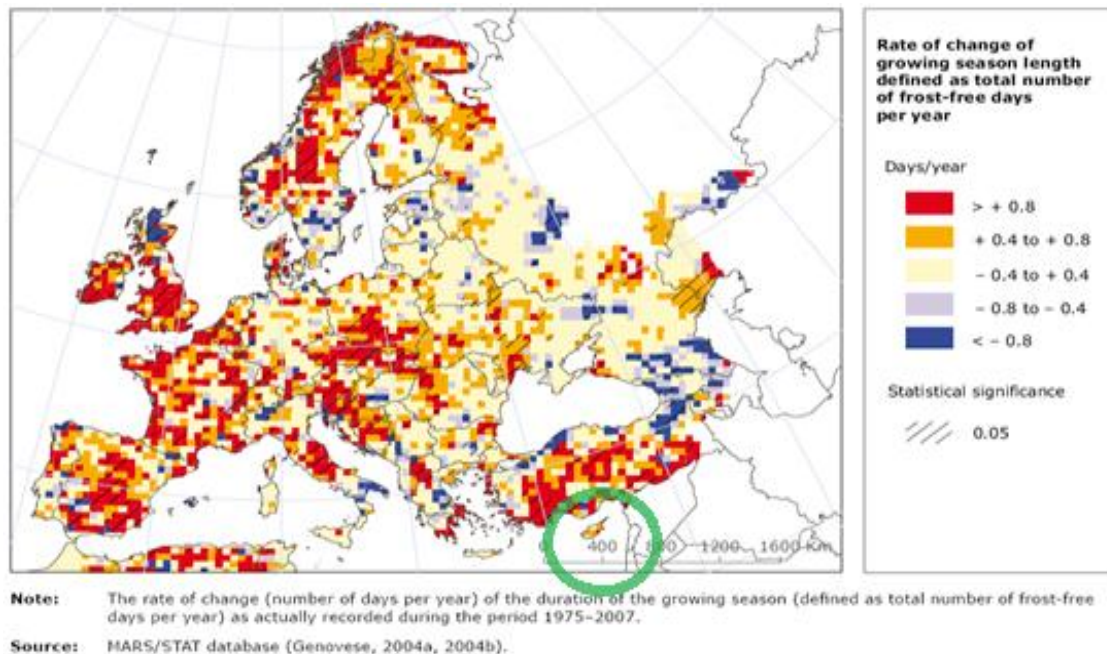 Rate of change of
growing season length
defined as total number
of frost-free days
per year
Days/year
> + 0.8
+ 0.4 to + 0.8
− 0.4 to + 0.4
− 0.8 to − 0.4
< − 0.8
Statistical significance
0.05
0 400 800 1200 1600 Km
Note: The rate of change (number of days per year) of the duration of the growing season (defined as total number of frost-free
days per year) as actually recorded during the period 1975–2007.
Source: MARS/STAT database (Genovese, 2004a, 2004b).